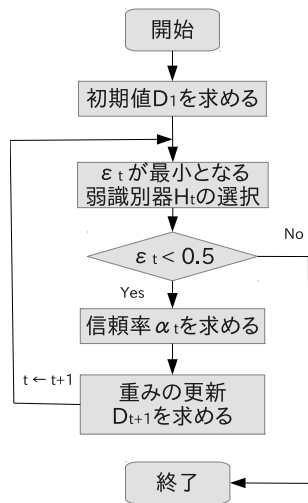 開始
初期値D1を求める
εtが最小となる
弱識別器Htの選択
εt < 0.5
No
Yes
信頼率αtを求める
t ← t+1
重みの更新
Dt+1を求める
終了